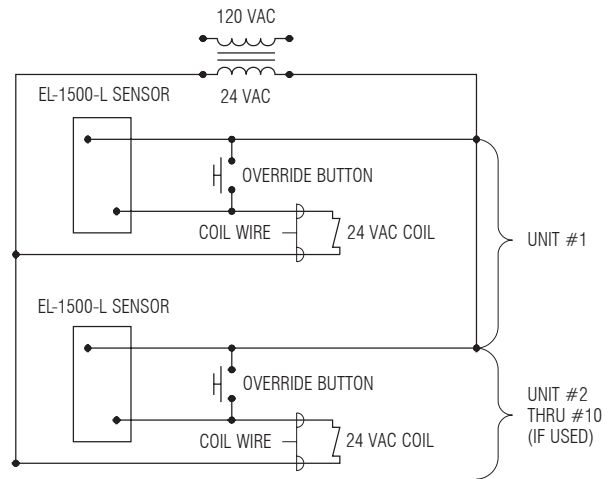 120 VAC
24 VAC
EL-1500-L SENSOR
OVERRIDE BUTTON
COIL WIRE
24 VAC COIL
UNIT #1
EL-1500-L SENSOR
OVERRIDE BUTTON
COIL WIRE
24 VAC COIL
UNIT #2
THRU #10
(IF USED)